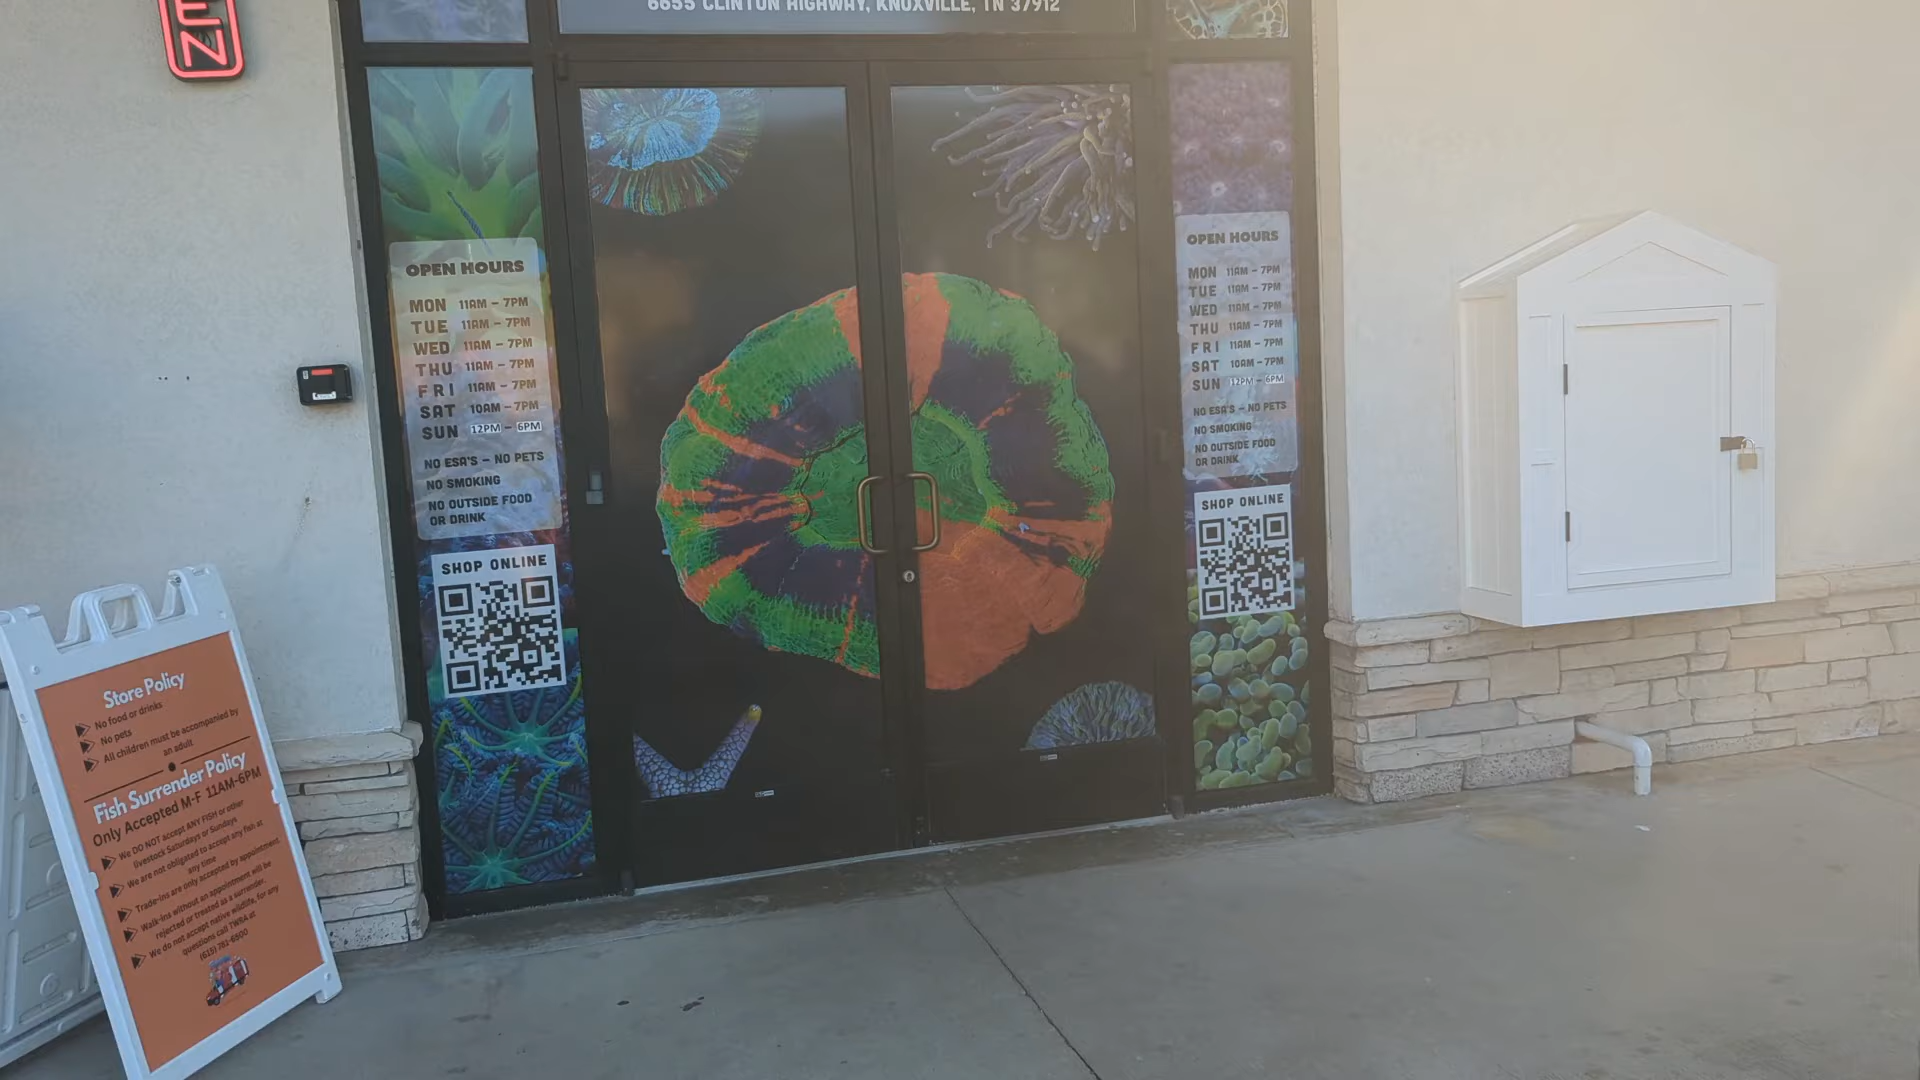 EN
6655 CLINTON HIGHWAY, KNOXVILLE, TN 37912
OPEN HOURS
MON 11AM – 7PM
TUE 11AM – 7PM
WED 11AM – 7PM
THU 11AM – 7PM
FRI 11AM – 7PM
SAT 10AM – 7PM
SUN 12PM – 6PM
NO ESA'S – NO PETS
NO SMOKING
NO OUTSIDE FOOD
OR DRINK
SHOP ONLINE
OPEN HOURS
MON 11AM – 7PM
TUE 11AM – 7PM
WED 11AM – 7PM
THU 11AM – 7PM
FRI 11AM – 7PM
SAT 10AM – 7PM
SUN 12PM – 6PM
NO ESA'S – NO PETS
NO SMOKING
NO OUTSIDE FOOD
OR DRINK
SHOP ONLINE
Store Policy
No food or drinks
No pets
All children must be accompanied by
an adult
Fish Surrender Policy
Only Accepted M-F 11AM-6PM
We DO NOT accept ANY FISH or other
livestock Saturdays or Sundays
We are not obligated to accept any fish at
any time
Trade-ins are only accepted by appointment
Walk-ins without an appointment will be
rejected or treated as a surrender.
We do not accept native wildlife, for any
questions call TWRA at
(615) 781-6500